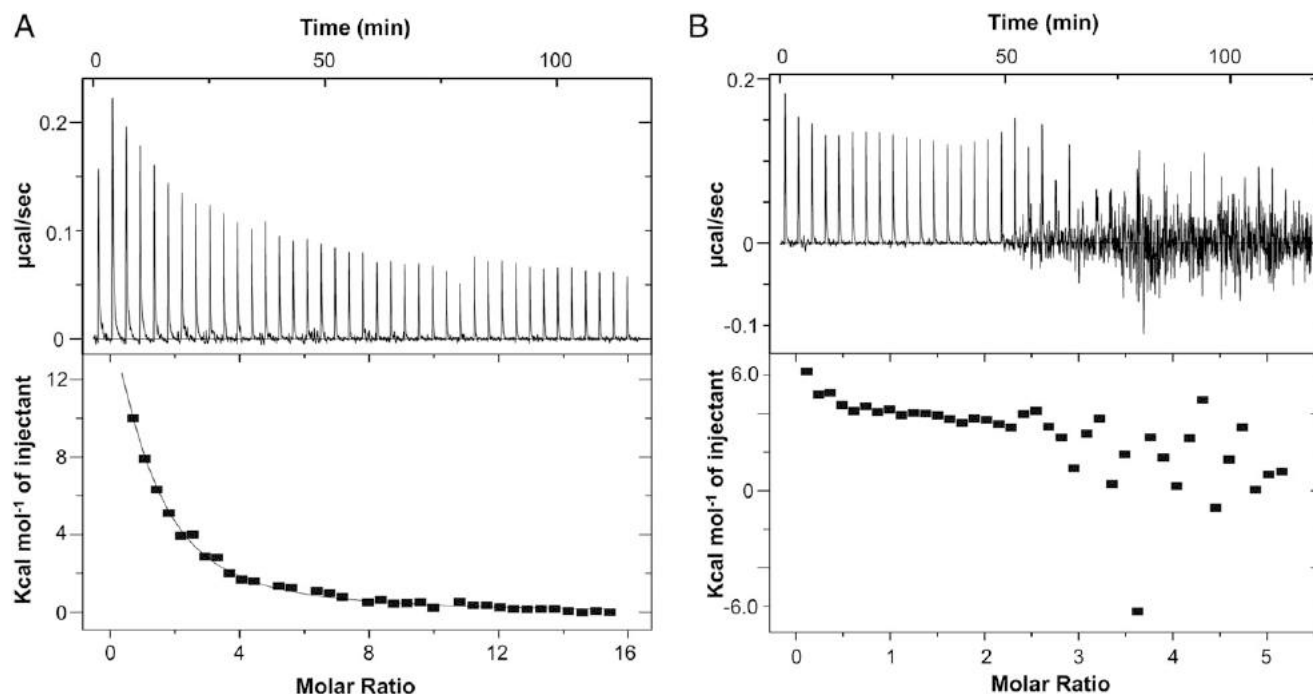 A
Time (min)
0 50 100
0.2
0.1
0
µcal/sec
12
8
4
0
Kcal mol⁻¹ of injectant
0 4 8 12 16
Molar Ratio
B
Time (min)
0 50 100
0.2
0
-0.1
µcal/sec
6.0
0
-6.0
Kcal mol⁻¹ of injectant
0 1 2 3 4 5
Molar Ratio